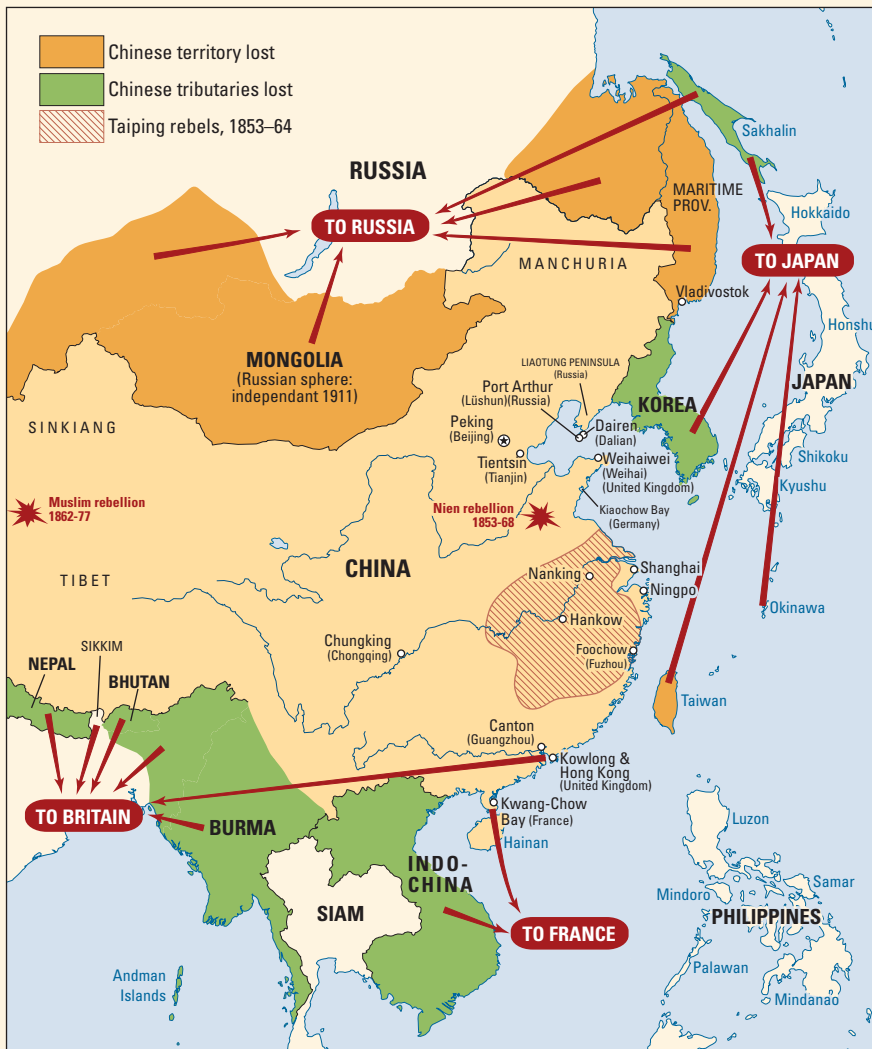 Chinese territory lost
Chinese tributaries lost
Taiping rebels, 1853–64
RUSSIA
TO RUSSIA
Sakhalin
MARITIME
PROV.
Hokkaido
TO JAPAN
MANCHURIA
Vladivostok
Honshu
MONGOLIA
(Russian sphere:
independant 1911)
LIAOTUNG PENINSULA
(Russia)
Port Arthur
(Lüshun)(Russia)
KOREA
JAPAN
SINKIANG
Peking
(Beijing)
Dairen
(Dalian)
Tientsin
(Tianjin)
Weihaiwei
(Weihai)
(United Kingdom)
Shikoku
Kyushu
Muslim rebellion
1862-77
Nien rebellion
1853-68
Kiaochow Bay
(Germany)
CHINA
TIBET
Nanking
Shanghai
Ningpo
Okinawa
Hankow
Chungking
(Chongqing)
Foochow
(Fuzhou)
SIKKIM
NEPAL
BHUTAN
Taiwan
Canton
(Guangzhou)
Kowlong &
Hong Kong
(United Kingdom)
TO BRITAIN
BURMA
Kwang-Chow
Bay (France)
Hainan
Luzon
INDO-
CHINA
SIAM
TO FRANCE
Mindoro
Samar
PHILIPPINES
Andman
Islands
Palawan
Mindanao